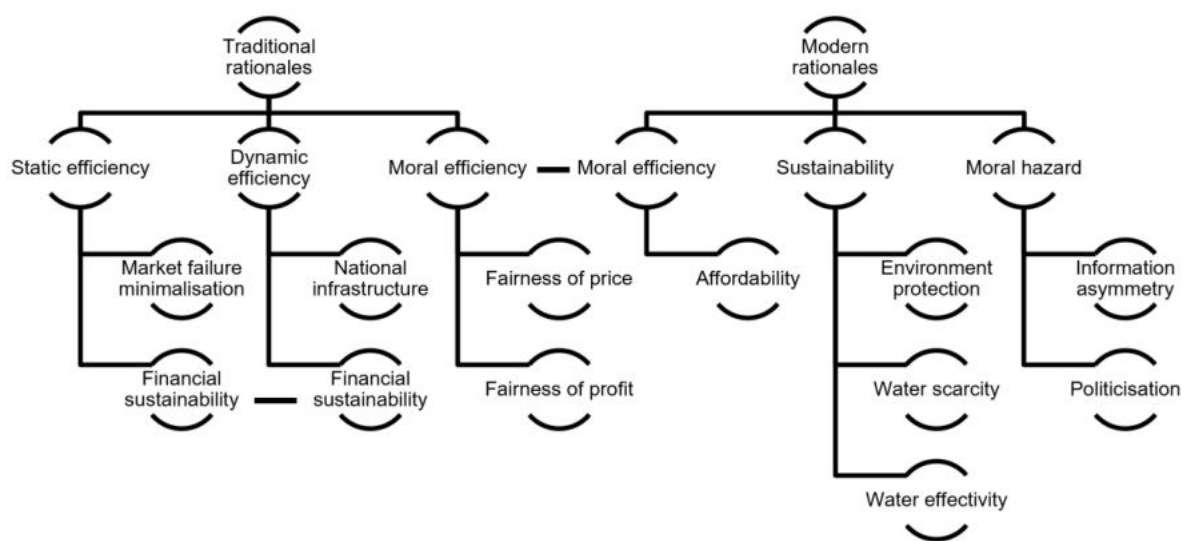 Traditional
rationales
Modern
rationales
Static efficiency
Dynamic
efficiency
Moral efficiency
Moral efficiency
Sustainability
Moral hazard
Market failure
minimalisation
National
infrastructure
Fairness of price
Affordability
Environment
protection
Information
asymmetry
Financial
sustainability
Financial
sustainability
Fairness of profit
Water scarcity
Politicisation
Water effectivity